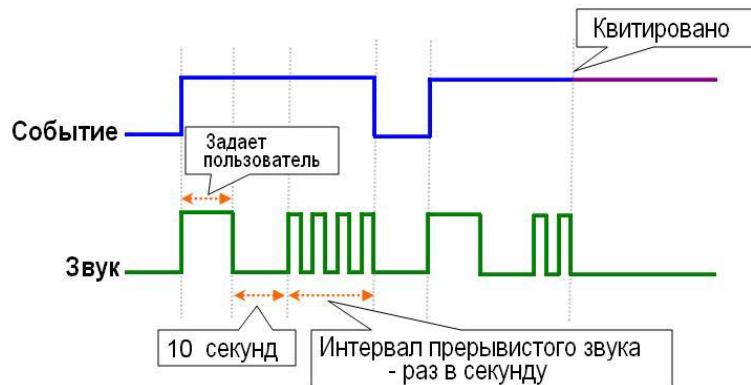 Квитировано
Событие
Задает
пользователь
Звук
10 секунд
Интервал прерывистого звука
- раз в секунду